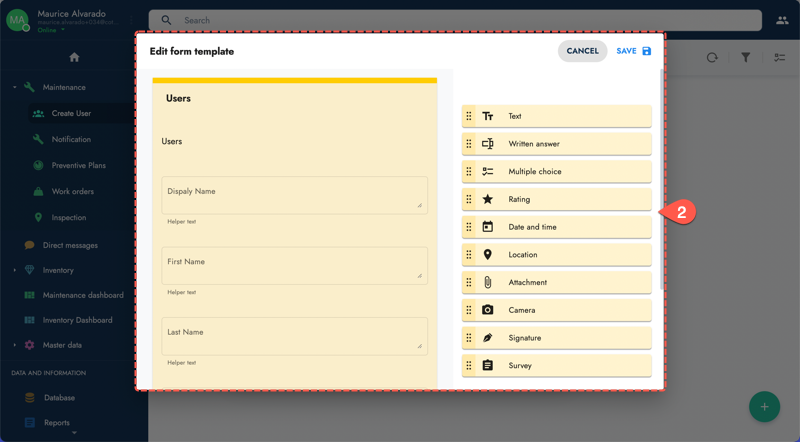 MA
Maurice Alvarado
Online
Search
Maintenance
Create User
Notification
Preventive Plans
Work orders
Inspection
Direct messages
Inventory
Maintenance dashboard
Inventory Dashboard
Master data
DATA AND INFORMATION
Database
Reports
Edit form template
CANCEL
SAVE
Users
Users
Dispaly Name
Helper text
First Name
Helper text
Last Name
Helper text
Text
Written answer
Multiple choice
Rating
Date and time
Location
Attachment
Camera
Signature
Survey
2